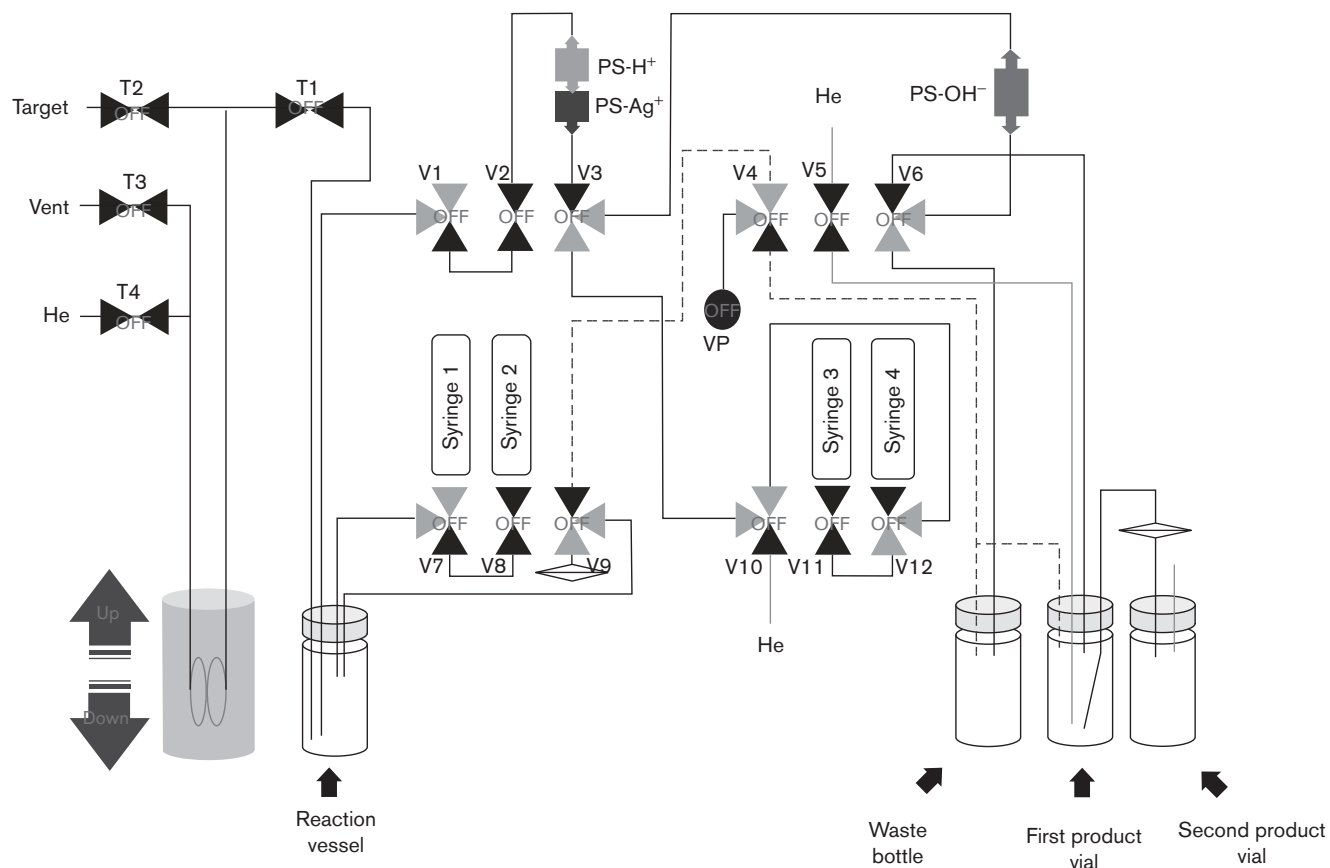 PS-H⁺
PS-Ag⁺
He
PS-OH⁻
T2
T1
Target
OFF
OFF
T3
V1
V2
V3
V4
V5
V6
Vent
OFF
OFF
OFF
OFF
OFF
OFF
OFF
T4
He
OFF
OFF
VP
Syringe 1
Syringe 2
Syringe 3
Syringe 4
OFF
OFF
OFF
OFF
OFF
OFF
V7
V8
V9
V10
V11
V12
Up
He
Down
Reaction
vessel
Waste
bottle
First product
vial
Second product
vial